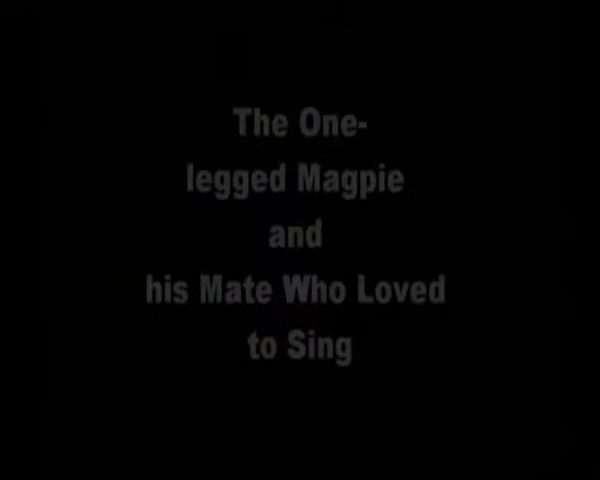 The One-
legged Magpie
and
his Mate Who Loved
to Sing